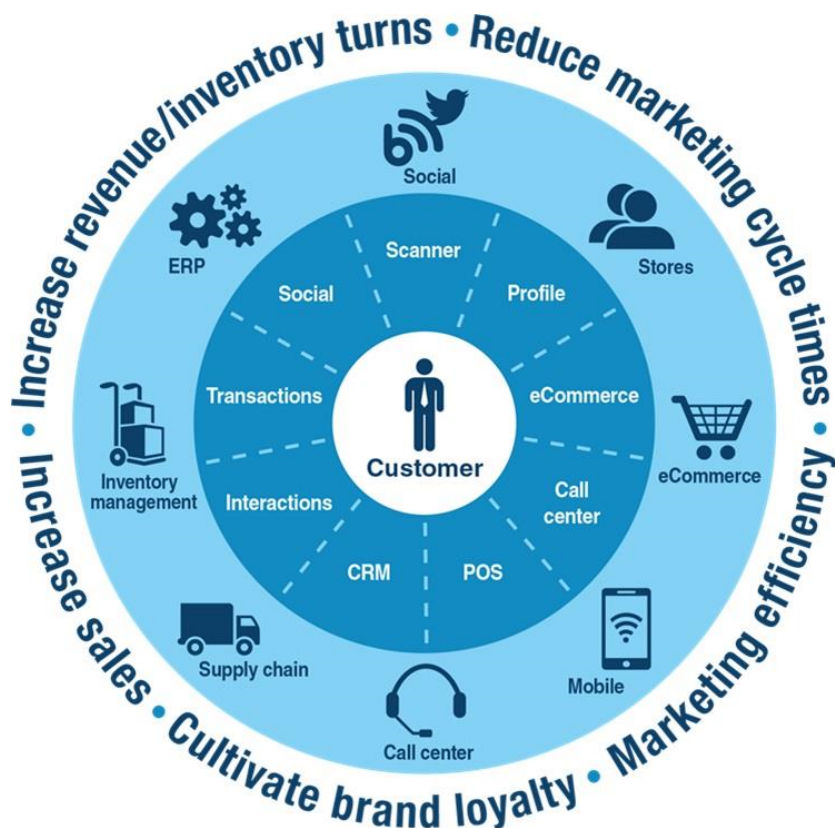 Increase revenue/inventory turns • Reduce marketing cycle times •
Marketing efficiency •
Cultivate brand loyalty •
Increase sales •
Social
Stores
eCommerce
Mobile
Call center
Supply chain
Inventory
management
ERP
Scanner
Profile
eCommerce
Call
center
POS
CRM
Interactions
Transactions
Social
Customer